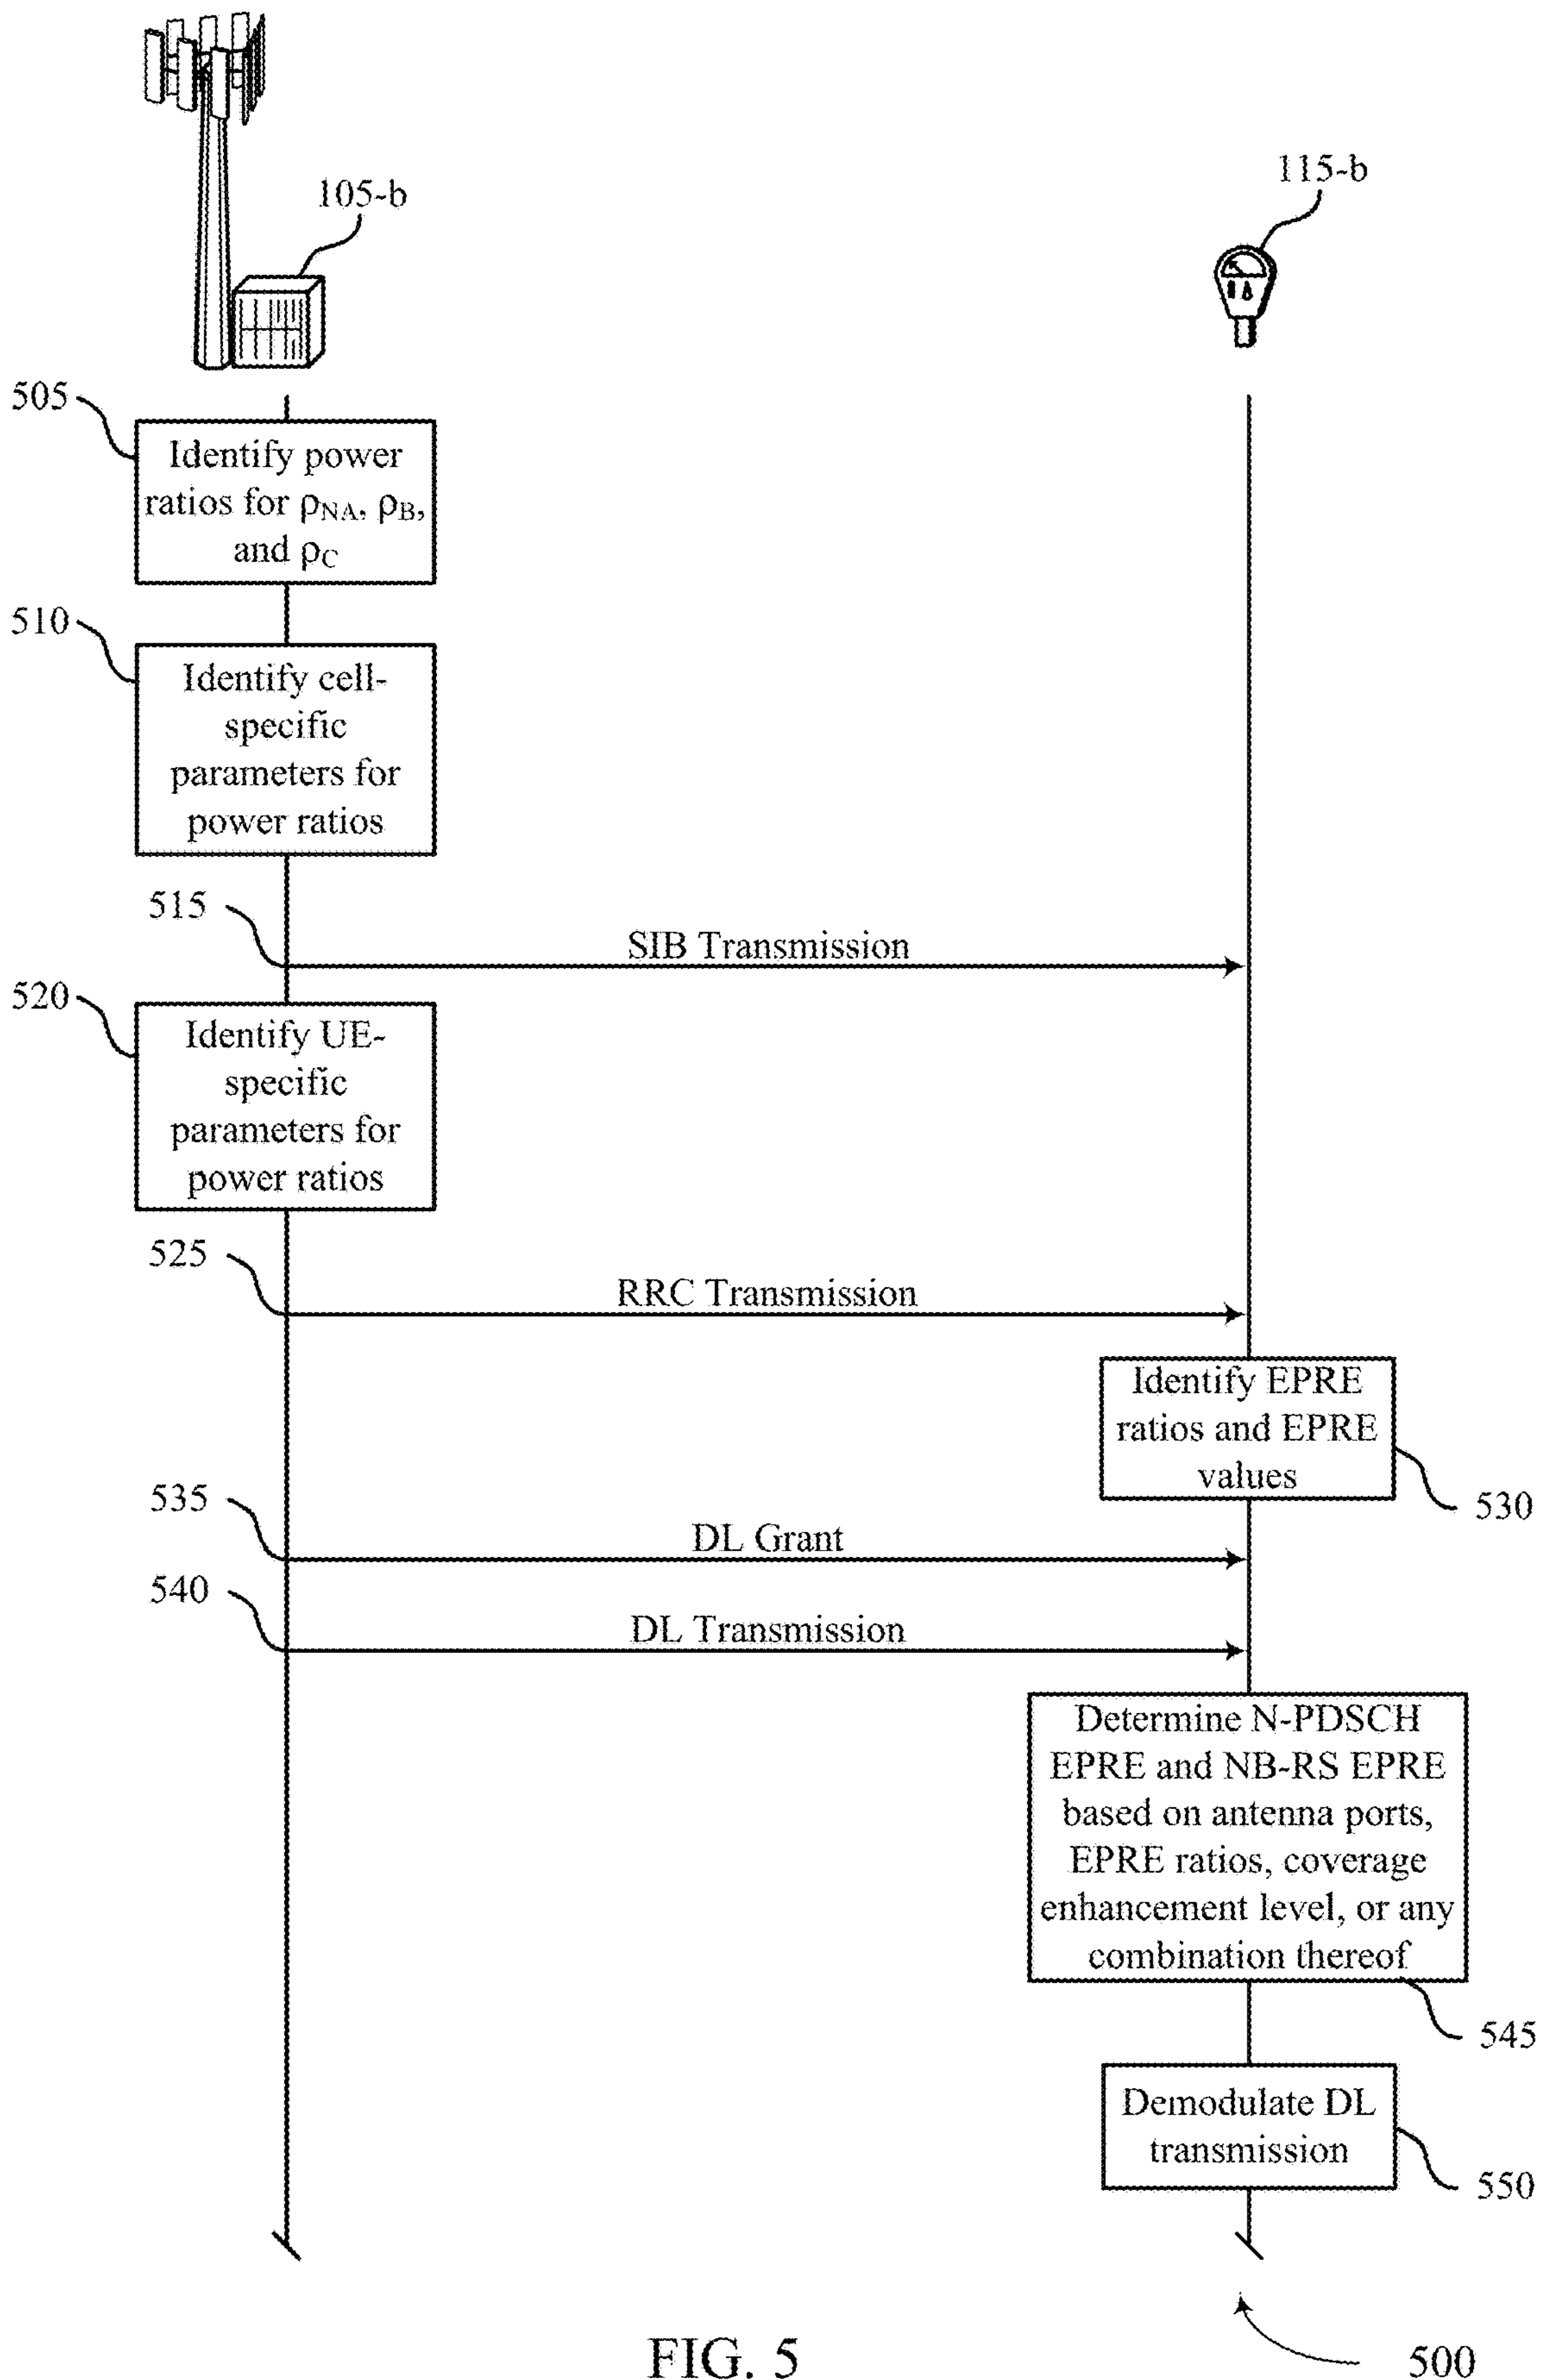 105-b
115-b
505
Identify power
ratios for ρNA, ρB,
and ρC
510
Identify cell-
specific
parameters for
power ratios
515
SIB Transmission
520
Identify UE-
specific
parameters for
power ratios
525
RRC Transmission
Identify EPRE
ratios and EPRE
values
530
535
DL Grant
540
DL Transmission
Determine N-PDSCH
EPRE and NB-RS EPRE
based on antenna ports,
EPRE ratios, coverage
enhancement level, or any
combination thereof
545
Demodulate DL
transmission
550
FIG. 5
500